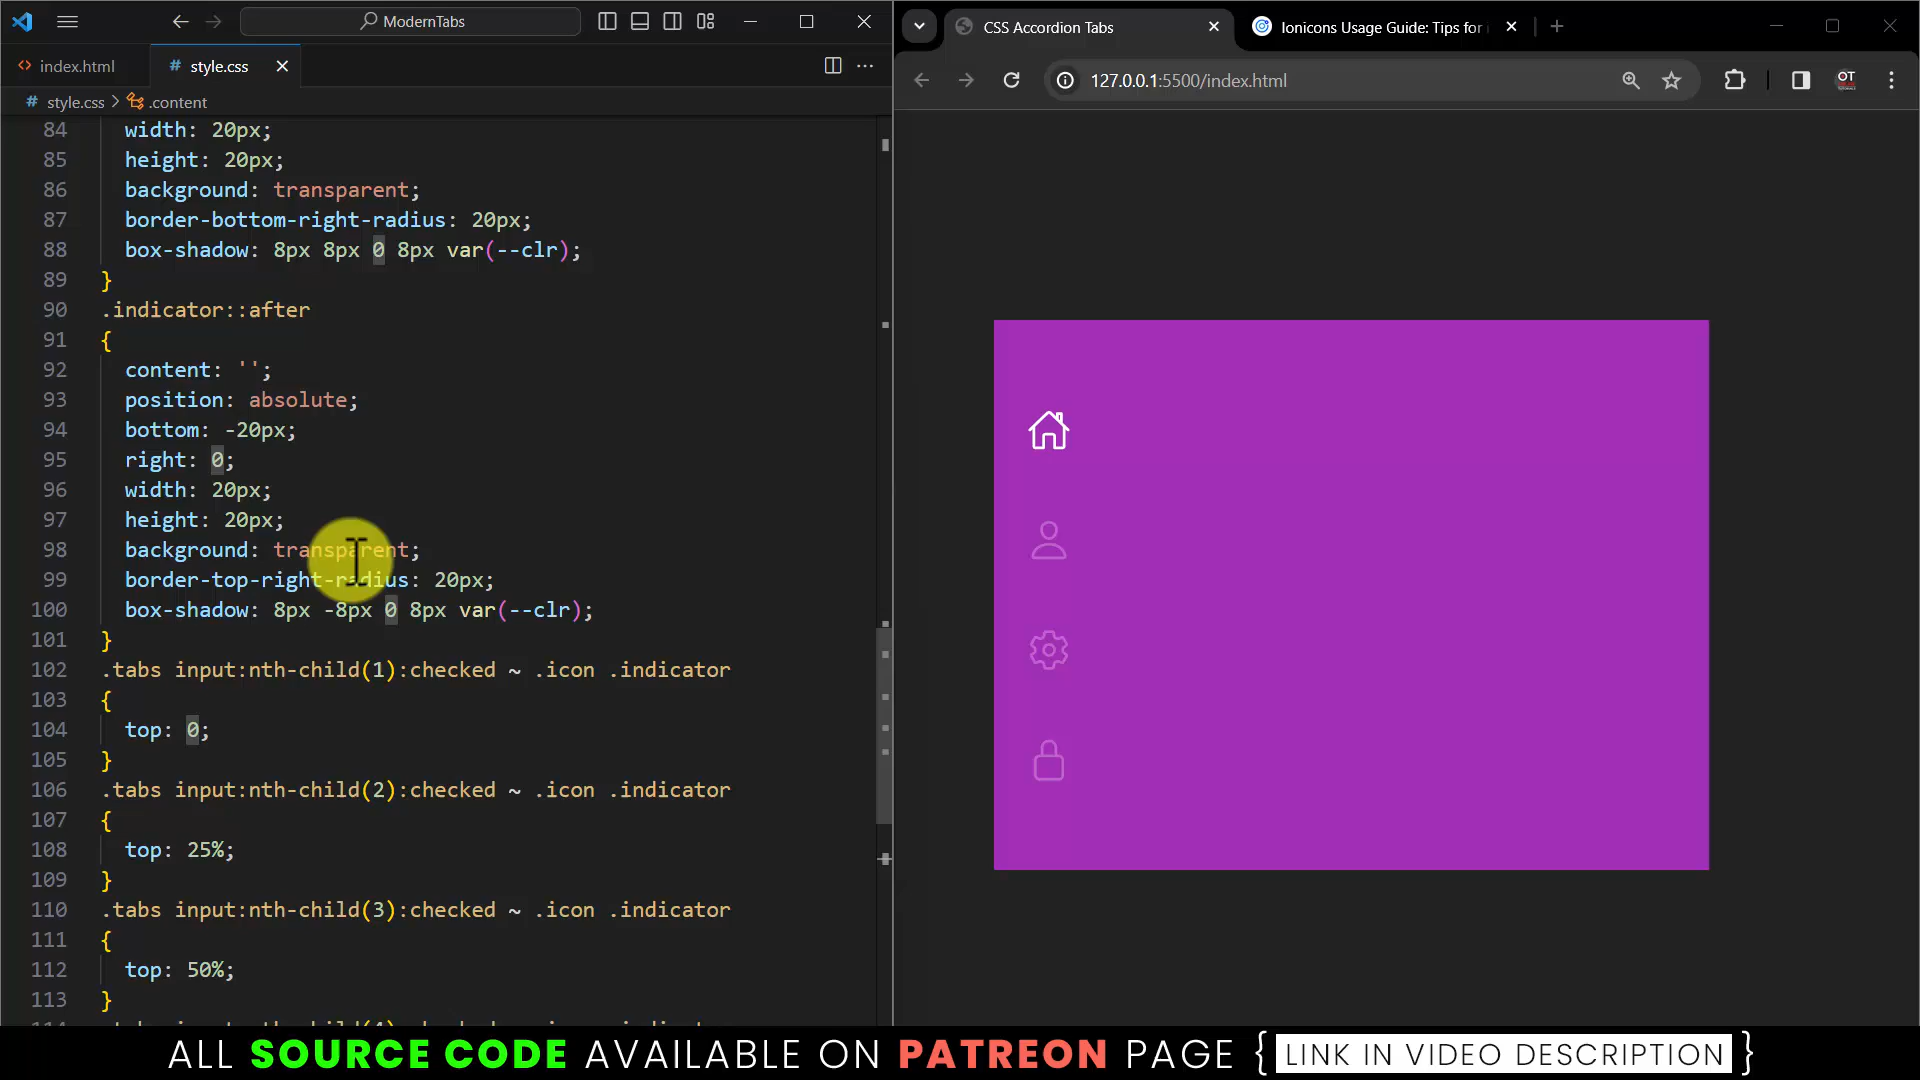 ModernTabs
index.html
# style.css
# style.css > .content
84 width: 20px;
85 height: 20px;
86 background: transparent;
87 border-bottom-right-radius: 20px;
88 box-shadow: 8px 8px 0 8px var(--clr);
89 }
90 .indicator::after
91 {
92 content: '';
93 position: absolute;
94 bottom: -20px;
95 right: 0;
96 width: 20px;
97 height: 20px;
98 background: transparent;
99 border-top-right-radius: 20px;
100 box-shadow: 8px -8px 0 8px var(--clr);
101 }
102 .tabs input:nth-child(1):checked ~ .icon .indicator
103 {
104 top: 0;
105 }
106 .tabs input:nth-child(2):checked ~ .icon .indicator
107 {
108 top: 25%;
109 }
110 .tabs input:nth-child(3):checked ~ .icon .indicator
111 {
112 top: 50%;
113 }
CSS Accordion Tabs
Ionicons Usage Guide: Tips for
127.0.0.1:5500/index.html
OT
ALL SOURCE CODE AVAILABLE ON PATREON PAGE { LINK IN VIDEO DESCRIPTION }